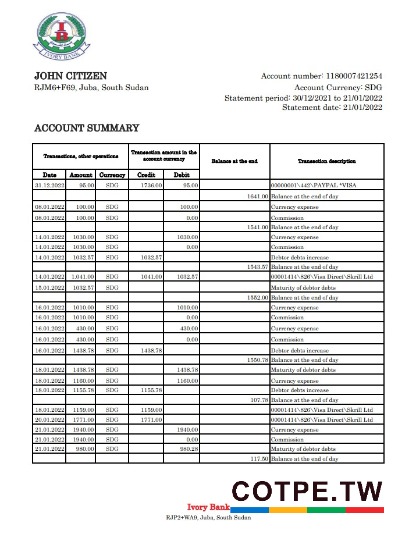 IVORY BANK
JOHN CITIZEN
RJM6+F69, Juba, South Sudan
Account number: 1180007421254
Account Currency: SDG
Statement period: 30/12/2021 to 21/01/2022
Statement date: 21/01/2022
ACCOUNT SUMMARY
Transactions, other operations Transaction amount in the account currency Balance at the end Transaction description
Date Amount Currency Credit Debit
31.12.2022 95.00 SDG 1736.00 95.00 00000001\442\PAYPAL *VISA
1641.00 Balance at the end of day
08.01.2022 100.00 SDG 100.00 Currency expense
08.01.2022 100.00 SDG 0.00 Commission
1541.00 Balance at the end of day
14.01.2022 1030.00 SDG 1030.00 Currency expense
14.01.2022 1030.00 SDG 0.00 Commission
14.01.2022 1032.57 SDG 1032.57 Debtor debts increase
1543.57 Balance at the end of day
14.01.2022 1.041.00 SDG 1041.00 1032.57 00001414\826\Visa Direct\Skrill Ltd
15.01.2022 1032.57 SDG Maturity of debtor debts
1552.00 Balance at the end of day
16.01.2022 1010.00 SDG 1010.00 Currency expense
16.01.2022 1010.00 SDG 0.00 Commission
16.01.2022 430.00 SDG 430.00 Currency expense
16.01.2022 430.00 SDG 0.00 Commission
16.01.2022 1438.78 SDG 1438.78 Debtor debts increase
1550.78 Balance at the end of day
18.01.2022 1438.78 SDG 1438.78 Maturity of debtor debts
18.01.2022 1160.00 SDG 1160.00 Currency expense
18.01.2022 1155.78 SDG 1155.78 Debtor debts increase
107.78 Balance at the end of day
18.01.2022 1159.00 SDG 1159.00 00001414\826\Visa Direct\Skrill Ltd
20.01.2022 1771.00 SDG 1771.00 00001414\826\Visa Direct\Skrill Ltd
21.01.2022 1940.00 SDG 1940.00 Currency expense
21.01.2022 1940.00 SDG 0.00 Commission
21.01.2022 980.00 SDG 980.28 Maturity of debtor debts
117.50 Balance at the end of day
COTPE.TW
Ivory Bank
RJP2+WA9, Juba, South Sudan